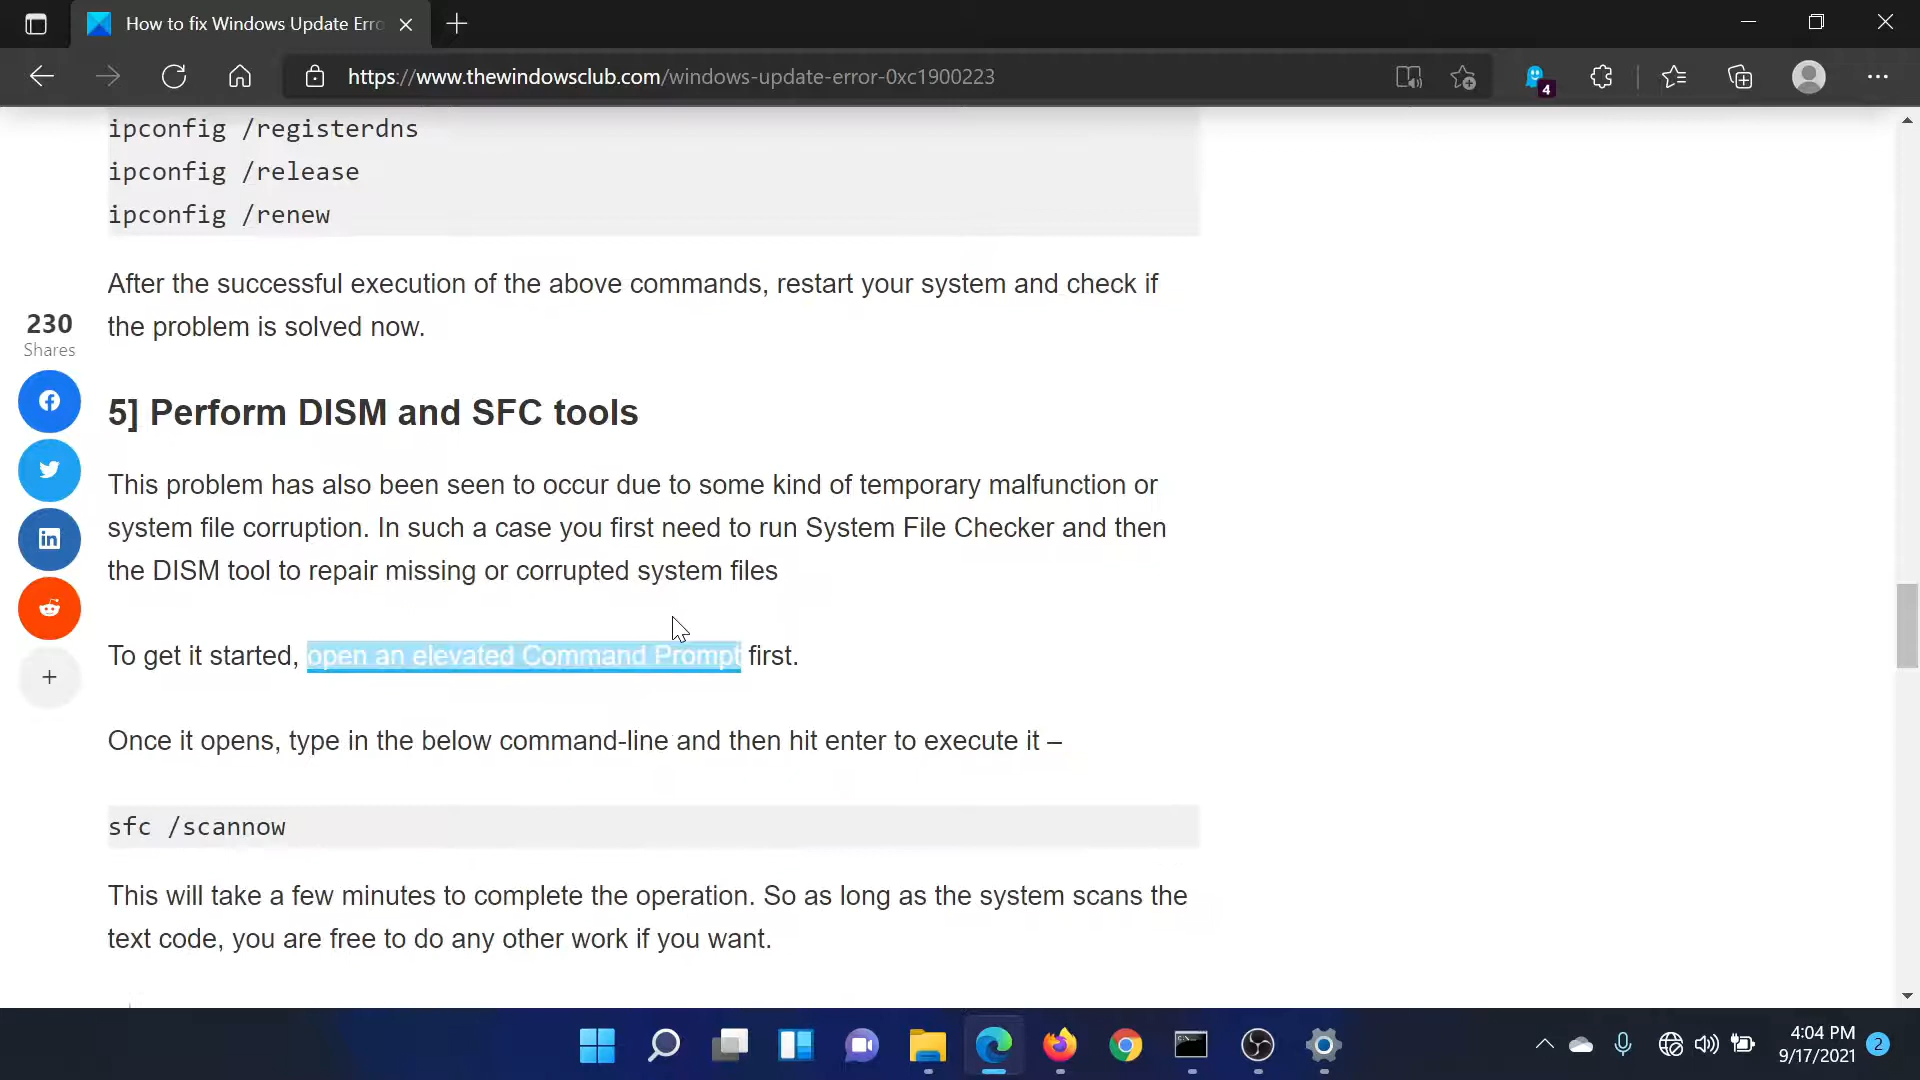 How to fix Windows Update Erro
https://www.thewindowsclub.com/windows-update-error-0xc1900223
4
ipconfig /registerdns
ipconfig /release
ipconfig /renew
After the successful execution of the above commands, restart your system and check if
the problem is solved now.
230
Shares
5] Perform DISM and SFC tools
This problem has also been seen to occur due to some kind of temporary malfunction or
system file corruption. In such a case you first need to run System File Checker and then
the DISM tool to repair missing or corrupted system files
To get it started, open an elevated Command Prompt first.
Once it opens, type in the below command-line and then hit enter to execute it –
sfc /scannow
This will take a few minutes to complete the operation. So as long as the system scans the
text code, you are free to do any other work if you want.
4:04 PM
9/17/2021
2